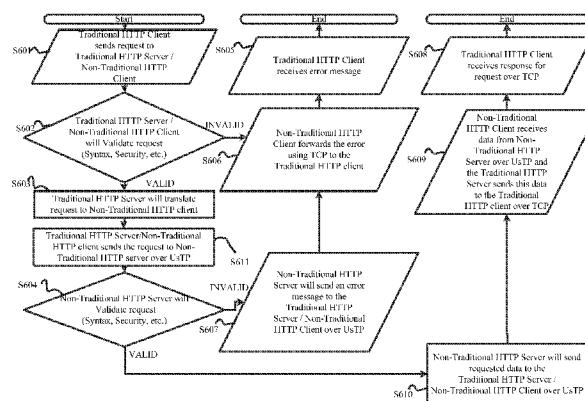 Start
S601
Traditional HTTP Client
sends request to
Traditional HTTP Server /
Non-Traditional HTTP
Client
S602
Traditional HTTP Server /
Non-Traditional HTTP Client
will Validate request
(Syntax, Security, etc.)
INVALID
VALID
S603
Traditional HTTP Server will translate
request to Non-Traditional HTTP client
Traditional HTTP Server/Non-Traditional
HTTP client sends the request to Non-
Traditional HTTP server over UsTP
S611
S604
Non-Traditional HTTP Server will
Validate request
(Syntax, Security, etc.)
INVALID
VALID
End
S605
Traditional HTTP Client
receives error message
Non-Traditional HTTP
Client forwards the error
using TCP to the
Traditional HTTP client
S606
Non-Traditional HTTP
Server will send an error
message to the
Traditional HTTP
Server / Non-Traditional
HTTP Client over UsTP
S607
End
S608
Traditional HTTP Client
receives response for
request over TCP
Non-Traditional
HTTP Client receives
data from Non-
Traditional HTTP
Server over UsTP and
the Traditional HTTP
Server sends this data
to the Traditional
HTTP client over TCP
S609
Non-Traditional HTTP Server will send
requested data to the
Traditional HTTP Server /
Non-Traditional HTTP Client over UsTP
S610